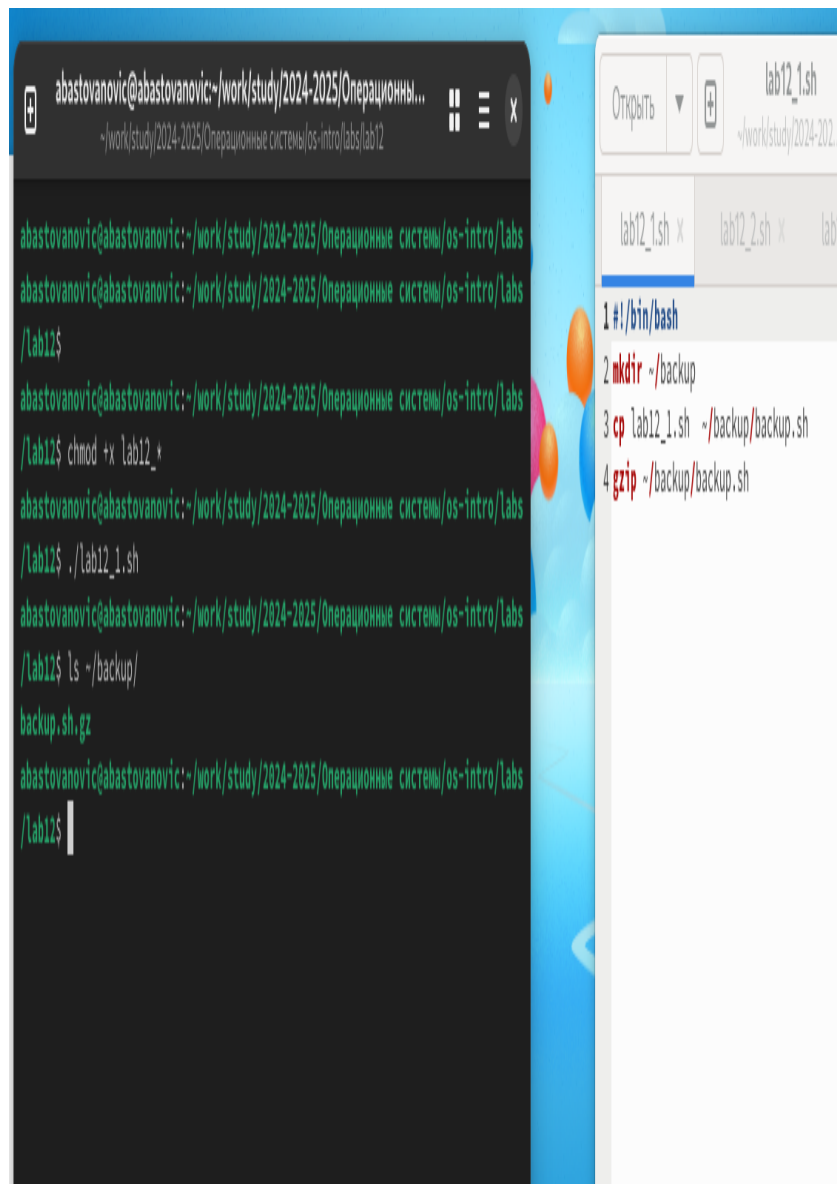 abastovanovic@abastovanovic:~/work/study/2024-2025/Операционны...
~/work/study/2024-2025/Операционные системы/os-intro/labs/lab12
abastovanovic@abastovanovic:~/work/study/2024-2025/Операционные системы/os-intro/labs
abastovanovic@abastovanovic:~/work/study/2024-2025/Операционные системы/os-intro/labs
/lab12$
abastovanovic@abastovanovic:~/work/study/2024-2025/Операционные системы/os-intro/labs
/lab12$ chmod +x lab12_*
abastovanovic@abastovanovic:~/work/study/2024-2025/Операционные системы/os-intro/labs
/lab12$ ./lab12_1.sh
abastovanovic@abastovanovic:~/work/study/2024-2025/Операционные системы/os-intro/labs
/lab12$ ls ~/backup/
backup.sh.gz
abastovanovic@abastovanovic:~/work/study/2024-2025/Операционные системы/os-intro/labs
/lab12$
Открыть
lab12_1.sh
~/work/study/2024-202...
lab12_1.sh × lab12_2.sh × lab
1 #!/bin/bash
2 mkdir ~/backup
3 cp lab12_1.sh  ~/backup/backup.sh
4 gzip ~/backup/backup.sh